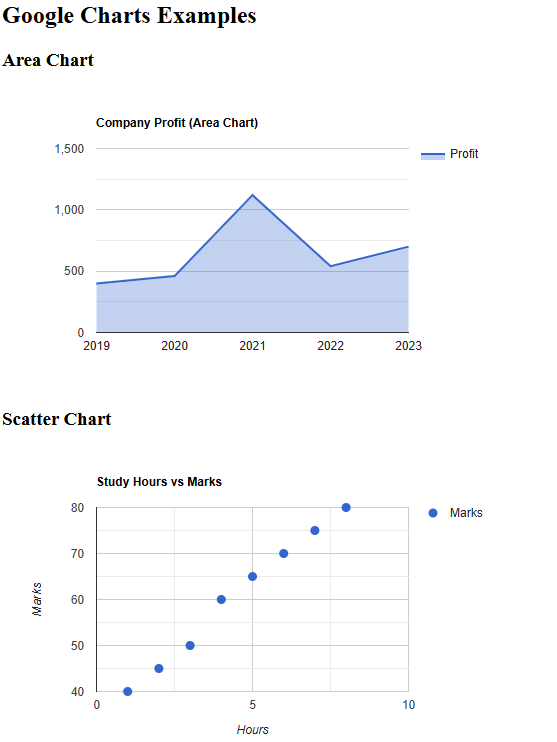 Google Charts Examples
Area Chart
Company Profit (Area Chart)
Profit
1,500
1,000
500
0
2019 2020 2021 2022 2023
Scatter Chart
Study Hours vs Marks
Marks
80
70
60
50
40
Marks
0 5 10
Hours